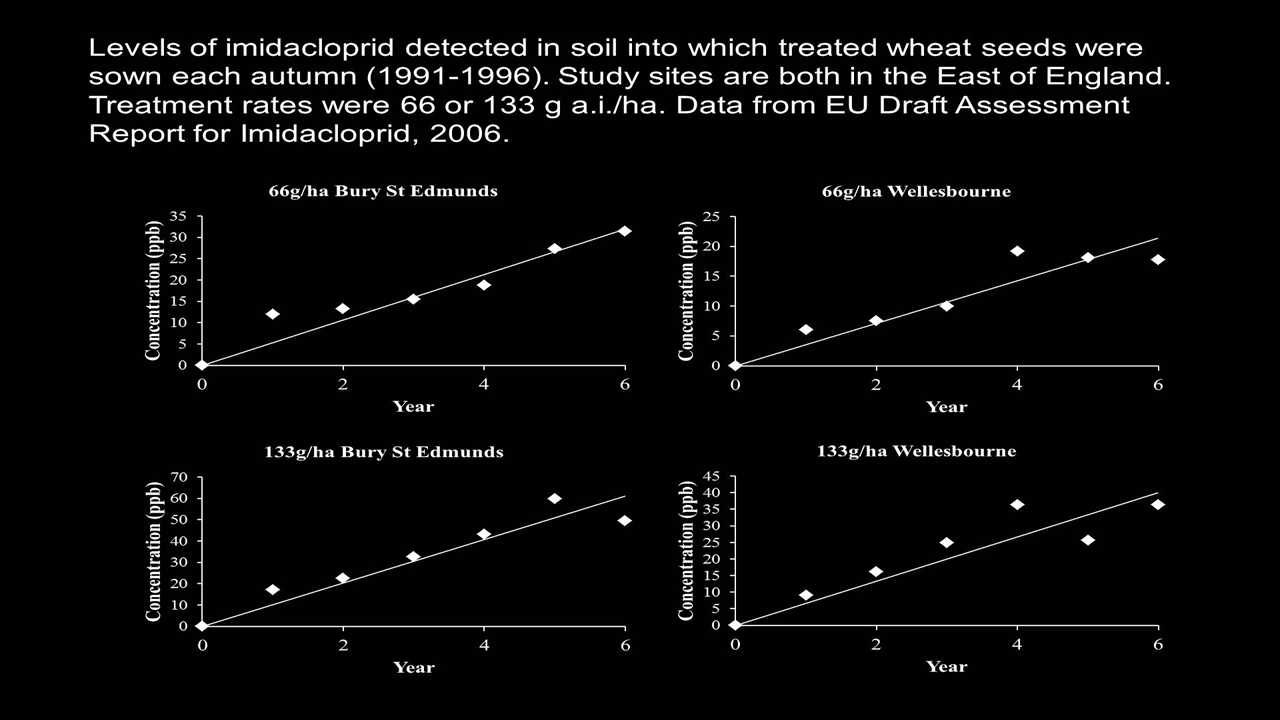 Levels of imidacloprid detected in soil into which treated wheat seeds were
sown each autumn (1991-1996). Study sites are both in the East of England.
Treatment rates were 66 or 133 g a.i./ha. Data from EU Draft Assessment
Report for Imidacloprid, 2006.
66g/ha Bury St Edmunds
Concentration (ppb)
35
30
25
20
15
10
5
0
0 2 4 6
Year
66g/ha Wellesbourne
Concentration (ppb)
25
20
15
10
5
0
0 2 4 6
Year
133g/ha Bury St Edmunds
Concentration (ppb)
70
60
50
40
30
20
10
0
0 2 4 6
Year
133g/ha Wellesbourne
Concentration (ppb)
45
40
35
30
25
20
15
10
5
0
0 2 4 6
Year